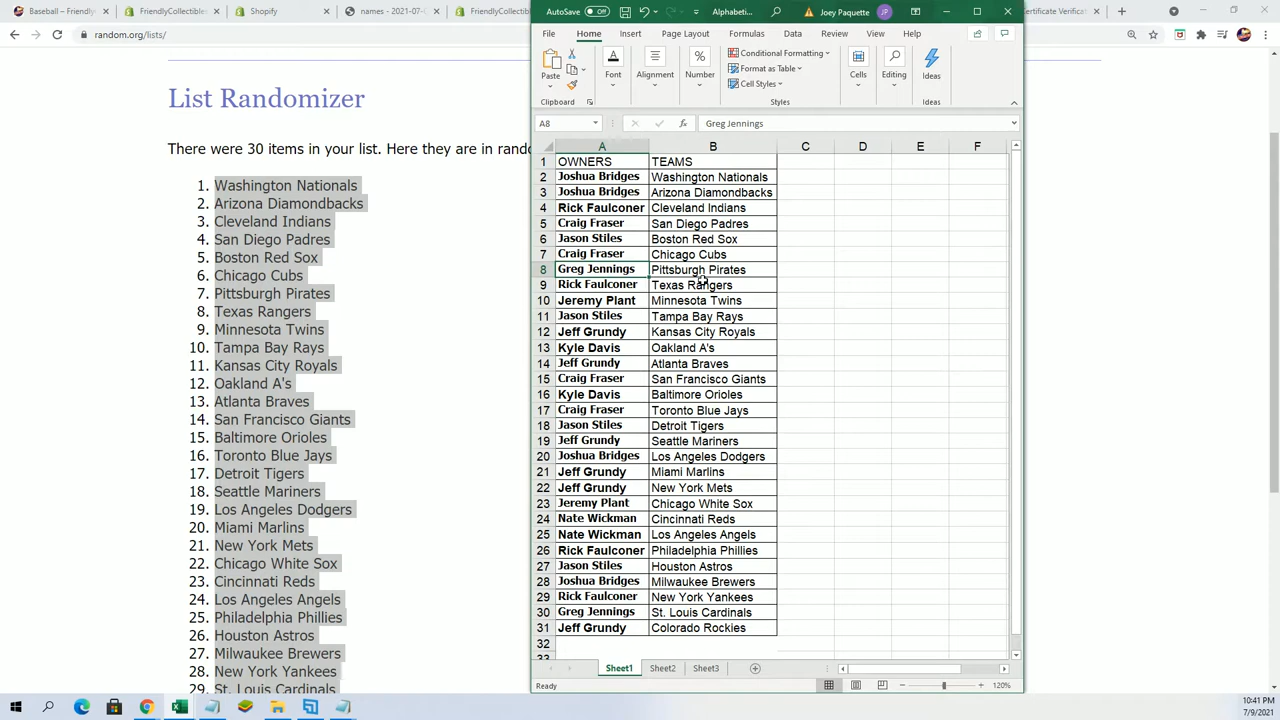 Beast — Friendlyv
FriendlyCollectibles
Shopify
names - 2021-07-0
FriendlyCollectibles
AutoSave
Off
Alphabeti...
Joey Paquette
JP
Certificate Verificat
random.org/lists/
File
Home
Insert
Page Layout
Formulas
Data
Review
View
Help
Paste
Font
Alignment
Number
Conditional Formatting
Format as Table
Cell Styles
Cells
Editing
Ideas
Clipboard
Styles
Ideas
A8
Greg Jennings
List Randomizer
There were 30 items in your list. Here they are in rando
1. Washington Nationals
2. Arizona Diamondbacks
3. Cleveland Indians
4. San Diego Padres
5. Boston Red Sox
6. Chicago Cubs
7. Pittsburgh Pirates
8. Texas Rangers
9. Minnesota Twins
10. Tampa Bay Rays
11. Kansas City Royals
12. Oakland A's
13. Atlanta Braves
14. San Francisco Giants
15. Baltimore Orioles
16. Toronto Blue Jays
17. Detroit Tigers
18. Seattle Mariners
19. Los Angeles Dodgers
20. Miami Marlins
21. New York Mets
22. Chicago White Sox
23. Cincinnati Reds
24. Los Angeles Angels
25. Philadelphia Phillies
26. Houston Astros
27. Milwaukee Brewers
28. New York Yankees
29. St. Louis Cardinals
A B C D E F
1 OWNERS TEAMS
2 Joshua Bridges Washington Nationals
3 Joshua Bridges Arizona Diamondbacks
4 Rick Faulconer Cleveland Indians
5 Craig Fraser San Diego Padres
6 Jason Stiles Boston Red Sox
7 Craig Fraser Chicago Cubs
8 Greg Jennings Pittsburgh Pirates
9 Rick Faulconer Texas Rangers
10 Jeremy Plant Minnesota Twins
11 Jason Stiles Tampa Bay Rays
12 Jeff Grundy Kansas City Royals
13 Kyle Davis Oakland A's
14 Jeff Grundy Atlanta Braves
15 Craig Fraser San Francisco Giants
16 Kyle Davis Baltimore Orioles
17 Craig Fraser Toronto Blue Jays
18 Jason Stiles Detroit Tigers
19 Jeff Grundy Seattle Mariners
20 Joshua Bridges Los Angeles Dodgers
21 Jeff Grundy Miami Marlins
22 Jeff Grundy New York Mets
23 Jeremy Plant Chicago White Sox
24 Nate Wickman Cincinnati Reds
25 Nate Wickman Los Angeles Angels
26 Rick Faulconer Philadelphia Phillies
27 Jason Stiles Houston Astros
28 Joshua Bridges Milwaukee Brewers
29 Rick Faulconer New York Yankees
30 Greg Jennings St. Louis Cardinals
31 Jeff Grundy Colorado Rockies
32
33
Sheet1
Sheet2
Sheet3
Ready
120%
10:41 PM
7/9/2021